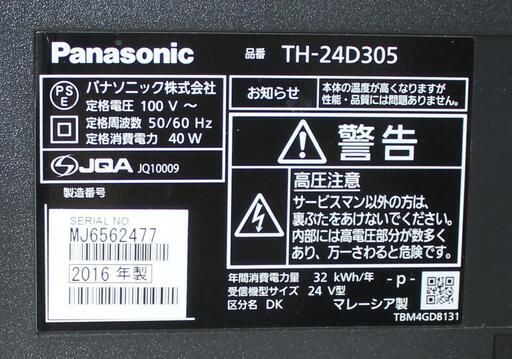 Panasonic
品番 TH-24D305
PS
E
パナソニック株式会社
定格電圧 100 V ～
定格周波数 50/60 Hz
定格消費電力 40 W
JQA JQ10009
製造番号
SERIAL NO
MJ6562477
2016 年製
お知らせ
本体の温度が高くなりますが
性能・品質には問題ありません。
警告
高圧注意
サービスマン以外の方は、
裏ぶたをあけないでください。
内部には高電圧部分が数多く
あり、万一さわると危険です。
年間消費電力量 32 kWh/年
受信機型サイズ 24 V型
区分名 DK
-p-
マレーシア製
TBM4GD8131